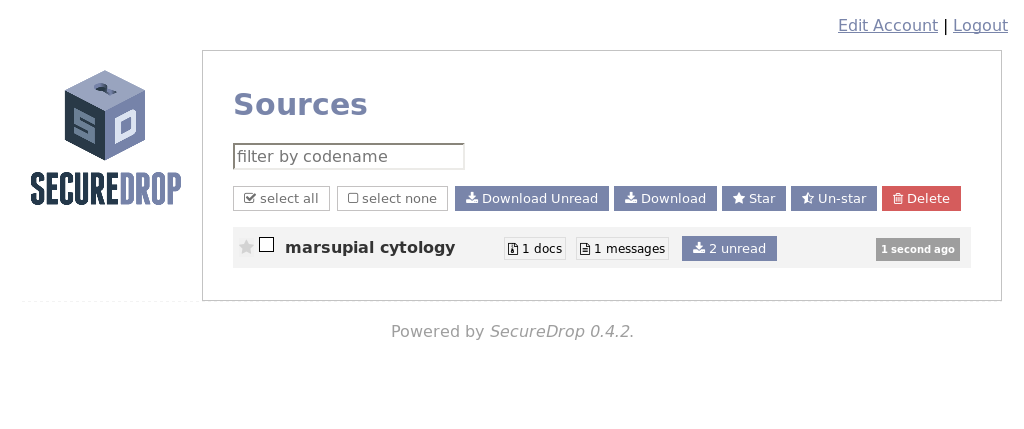 Edit Account | Logout
SECUREDROP
Sources
filter by codename
select all select none Download Unread Download Star Un-star Delete
marsupial cytology 1 docs 1 messages 2 unread 1 second ago
Powered by SecureDrop 0.4.2.